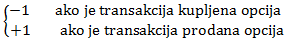 −1 ako je transakcija kupljena opcija
+1 ako je transakcija prodana opcija